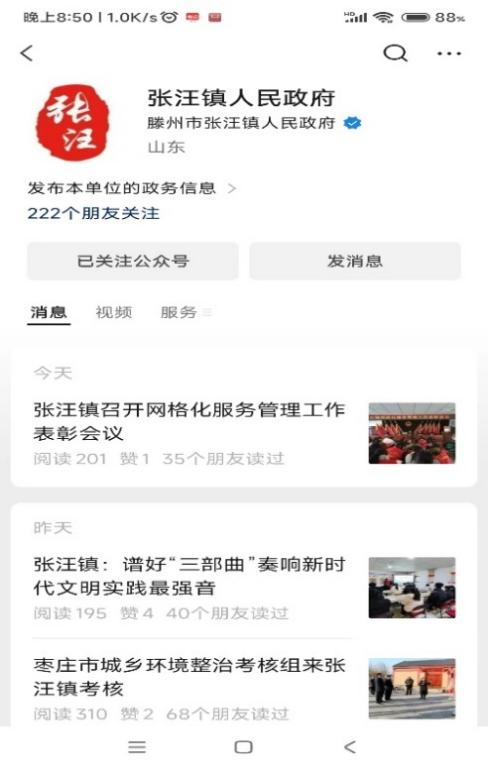 晚上8:50 | 1.0K/s
HD
88%
张汪
张汪镇人民政府
滕州市张汪镇人民政府
山东
发布本单位的政务信息 >
222个朋友关注
已关注公众号
发消息
消息 视频 服务
今天
张汪镇召开网格化服务管理工作
表彰会议
阅读 201 赞 1 35个朋友读过
昨天
张汪镇：谱好“三部曲”奏响新时
代文明实践最强音
阅读 195 赞 4 40个朋友读过
枣庄市城乡环境整治考核组来张
汪镇考核
阅读 310 赞 2 68个朋友读过